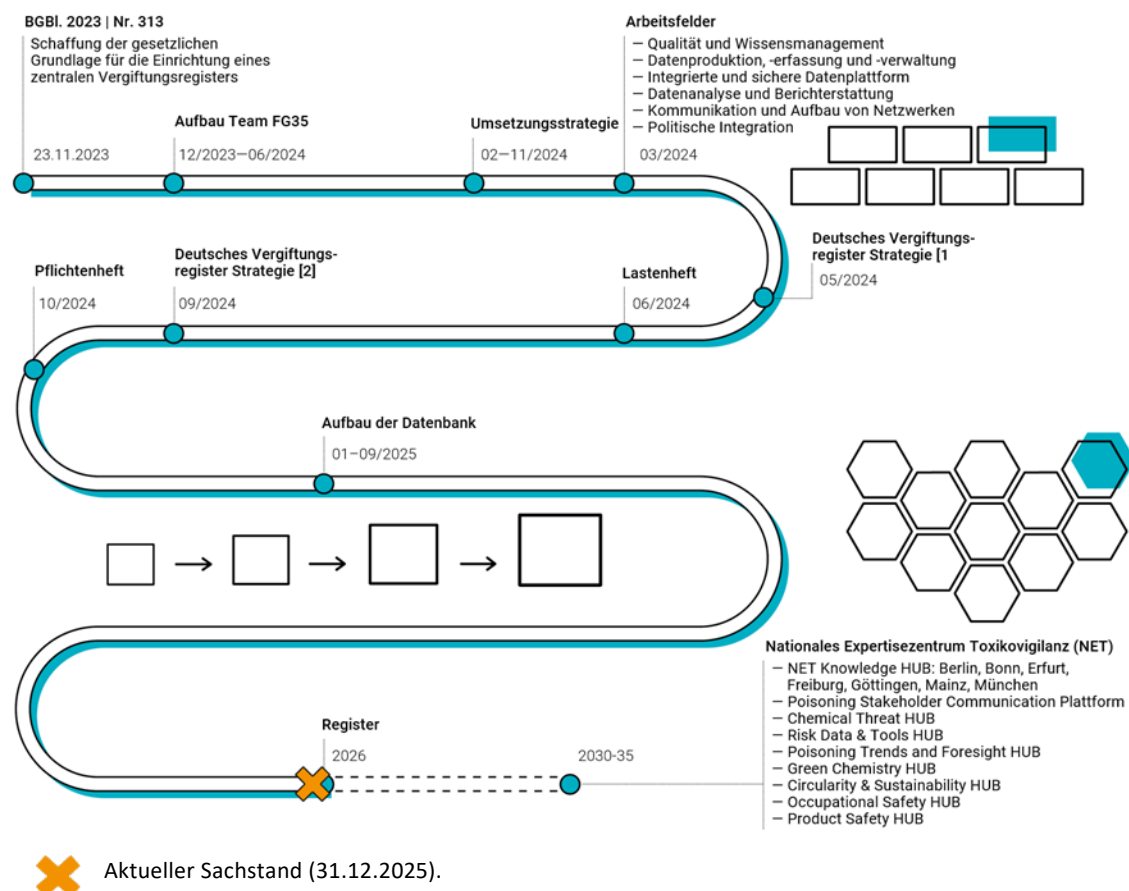 BGBl. 2023 | Nr. 313
Schaffung der gesetzlichen
Grundlage für die Einrichtung eines
zentralen Vergiftungsregisters
23.11.2023
Aufbau Team FG35
12/2023–06/2024
Umsetzungsstrategie
02–11/2024
Arbeitsfelder
– Qualität und Wissensmanagement
– Datenproduktion, -erfassung und -verwaltung
– Integrierte und sichere Datenplattform
– Datenanalyse und Berichterstattung
– Kommunikation und Aufbau von Netzwerken
– Politische Integration
03/2024
Deutsches Vergiftungs-
register Strategie [1
05/2024
Lastenheft
06/2024
Deutsches Vergiftungs-
register Strategie [2]
09/2024
Pflichtenheft
10/2024
Aufbau der Datenbank
01–09/2025
Register
2026
2030-35
Nationales Expertisezentrum Toxikovigilanz (NET)
– NET Knowledge HUB: Berlin, Bonn, Erfurt,
Freiburg, Göttingen, Mainz, München
– Poisoning Stakeholder Communication Plattform
– Chemical Threat HUB
– Risk Data & Tools HUB
– Poisoning Trends and Foresight HUB
– Green Chemistry HUB
– Circularity & Sustainability HUB
– Occupational Safety HUB
– Product Safety HUB
Aktueller Sachstand (31.12.2025).